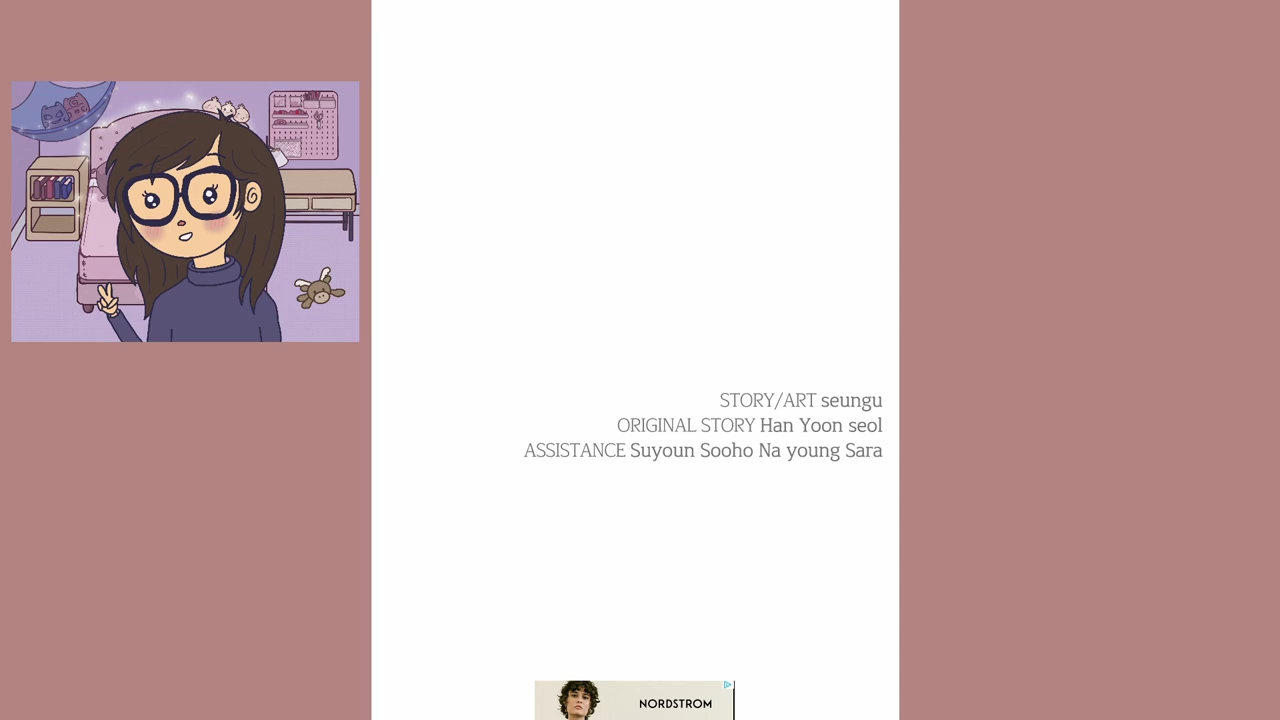 STORY/ART seungu
ORIGINAL STORY Han Yoon seol
ASSISTANCE Suyoun Sooho Na young Sara
NORDSTROM